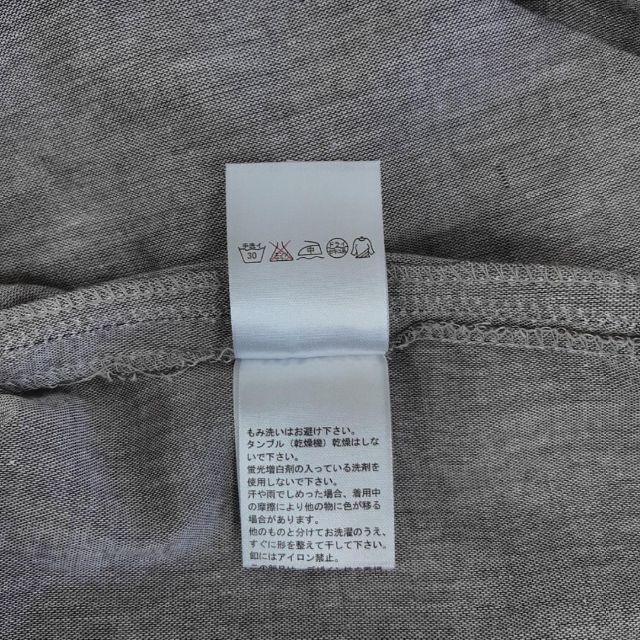 手洗イ
30
中
ドライ
もみ洗いはお避け下さい。
タンブル（乾燥機）乾燥はしな
いで下さい。
蛍光増白剤の入っている洗剤を
使用しないで下さい。
汗や雨でしめった場合、着用中
の摩擦により他の物に色が移る
場合があります。
他のものと分けてお洗濯のうえ、
すぐに形を整えて干して下さい。
釦にはアイロン禁止。